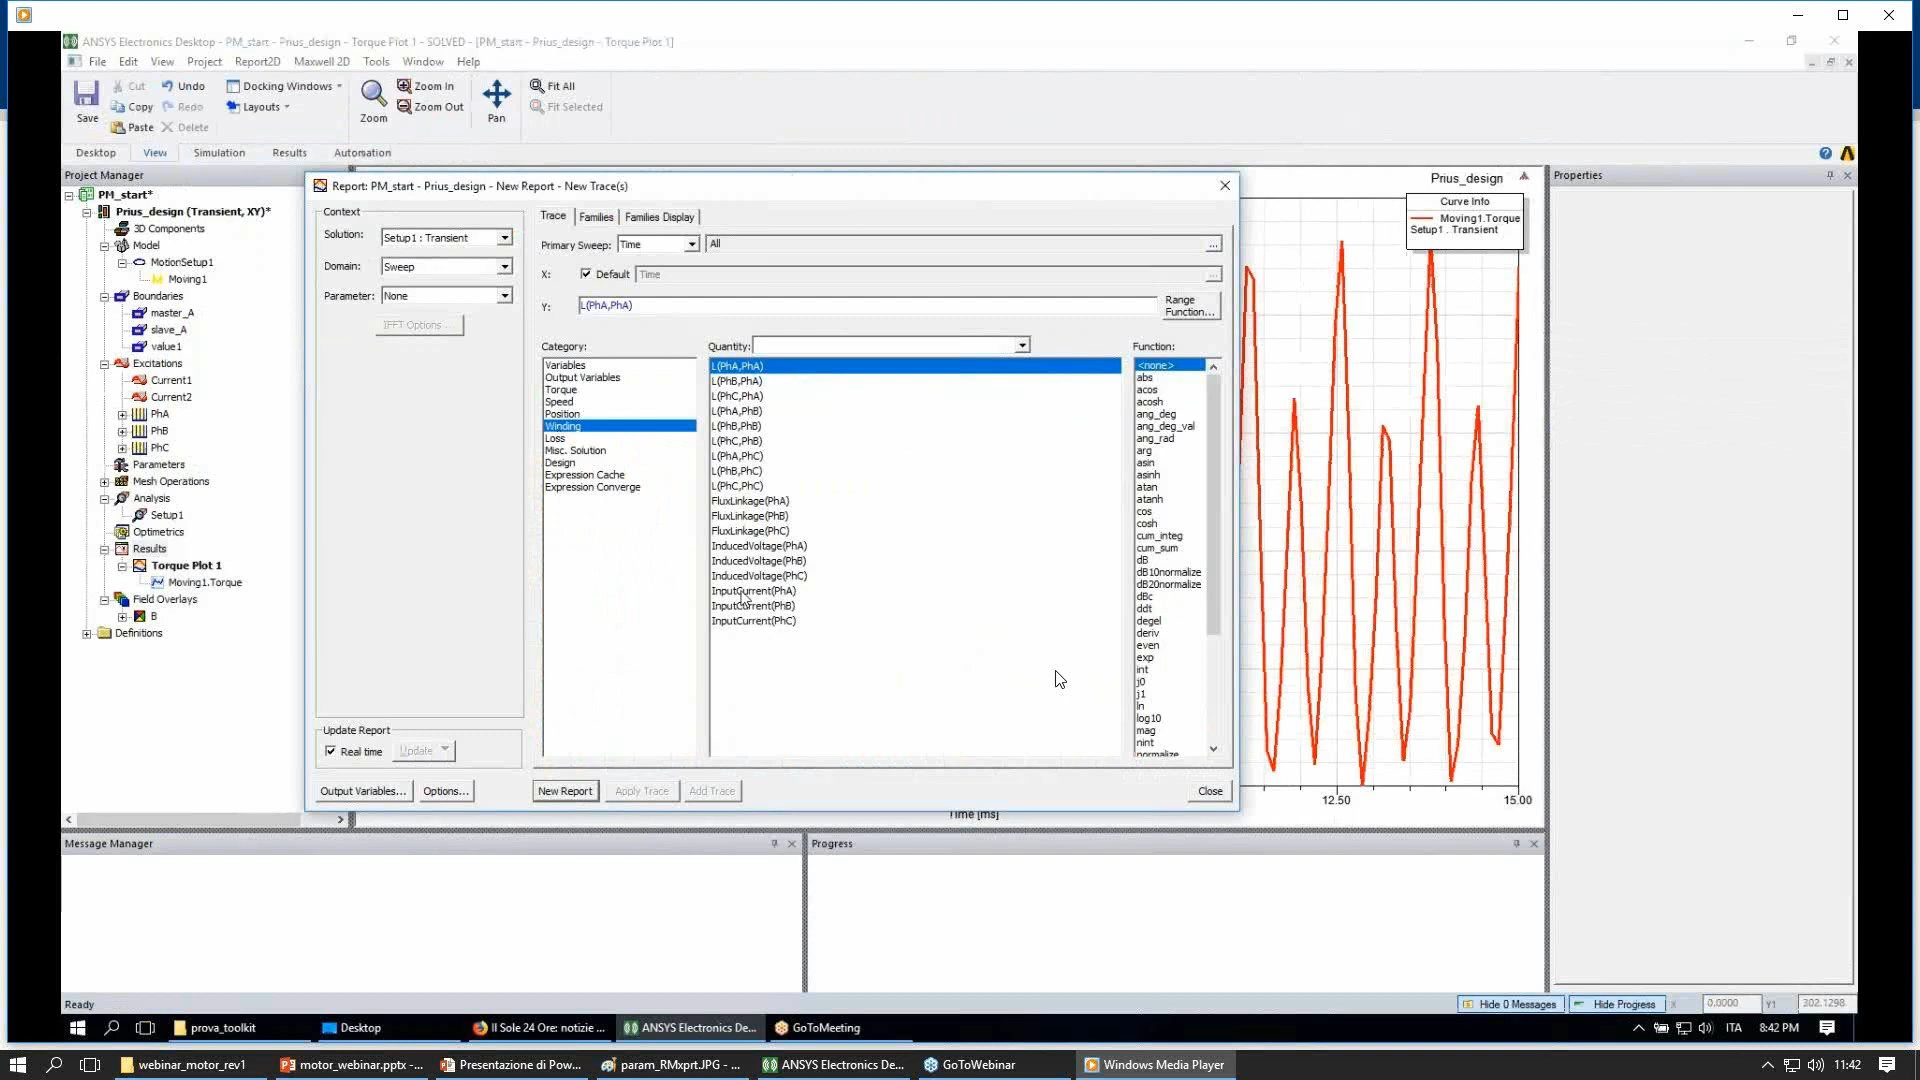 ANSYS Electronics Desktop - PM_start - Prius_design - Torque Plot 1 - SOLVED - [PM_start - Prius_design - Torque Plot 1]
File Edit View Project Report2D Maxwell 2D Tools Window Help
Save
Cut
Copy
Paste
Undo
Redo
Delete
Docking Windows
Layouts
Zoom
Zoom In
Zoom Out
Pan
Fit All
Fit Selected
Desktop View Simulation Results Automation
Project Manager
PM_start*
Prius_design (Transient, XY)*
3D Components
Model
MotionSetup1
Moving1
Boundaries
master_A
slave_A
value1
Excitations
Current1
Current2
PhA
PhB
PhC
Parameters
Mesh Operations
Analysis
Setup1
Optimetrics
Results
Torque Plot 1
Moving1.Torque
Field Overlays
B
Definitions
Report: PM_start - Prius_design - New Report - New Trace(s)
Context
Solution: Setup1 : Transient
Domain: Sweep
Parameter: None
IFFT Options...
Update Report
Real time Update
Output Variables... Options...
Trace Families Families Display
Primary Sweep: Time All ...
X: Default Time ...
Y: L(PhA,PhA)
Range
Function...
Category:
Variables
Output Variables
Torque
Speed
Position
Winding
Loss
Misc. Solution
Design
Expression Cache
Expression Converge
Quantity:
L(PhA,PhA)
L(PhB,PhA)
L(PhC,PhA)
L(PhA,PhB)
L(PhB,PhB)
L(PhC,PhB)
L(PhA,PhC)
L(PhB,PhC)
L(PhC,PhC)
FluxLinkage(PhA)
FluxLinkage(PhB)
FluxLinkage(PhC)
InducedVoltage(PhA)
InducedVoltage(PhB)
InducedVoltage(PhC)
InputCurrent(PhA)
InputCurrent(PhB)
InputCurrent(PhC)
Function:
<none>
abs
acos
acosh
ang_deg
ang_deg_val
ang_rad
arg
asin
asinh
atan
atanh
cos
cosh
cum_integ
cum_sum
dB
dB10normalize
dB20normalize
dBc
ddt
degel
deriv
even
exp
int
j0
j1
ln
log10
mag
nint
normalize
New Report Apply Trace Add Trace Close
Prius_design
Curve Info
Moving1.Torque
Setup1 : Transient
12.50 15.00
Time [ms]
Properties
Message Manager
Progress
Ready
Hide 0 Messages Hide Progress X 0.0000 Y1 302.1298
prova_toolkit Desktop Il Sole 24 Ore: notizie ... ANSYS Electronics De... GoToMeeting ITA 8:42 PM
webinar_motor_rev1 motor_webinar.pptx -... Presentazione di Pow... param_RMxprt.JPG - ... ANSYS Electronics De... GoToWebinar Windows Media Player 11:42